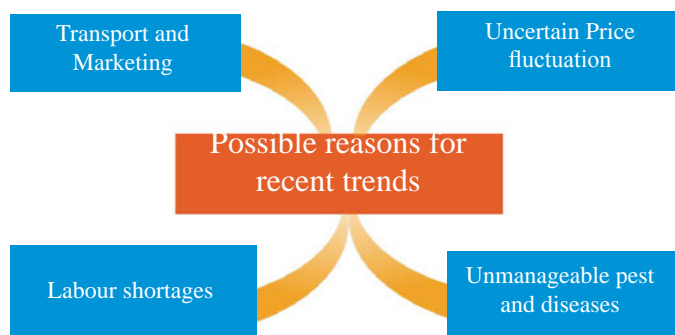 Transport and
Marketing
Uncertain Price
fluctuation
Possible reasons for
recent trends
Labour shortages
Unmanageable pest
and diseases